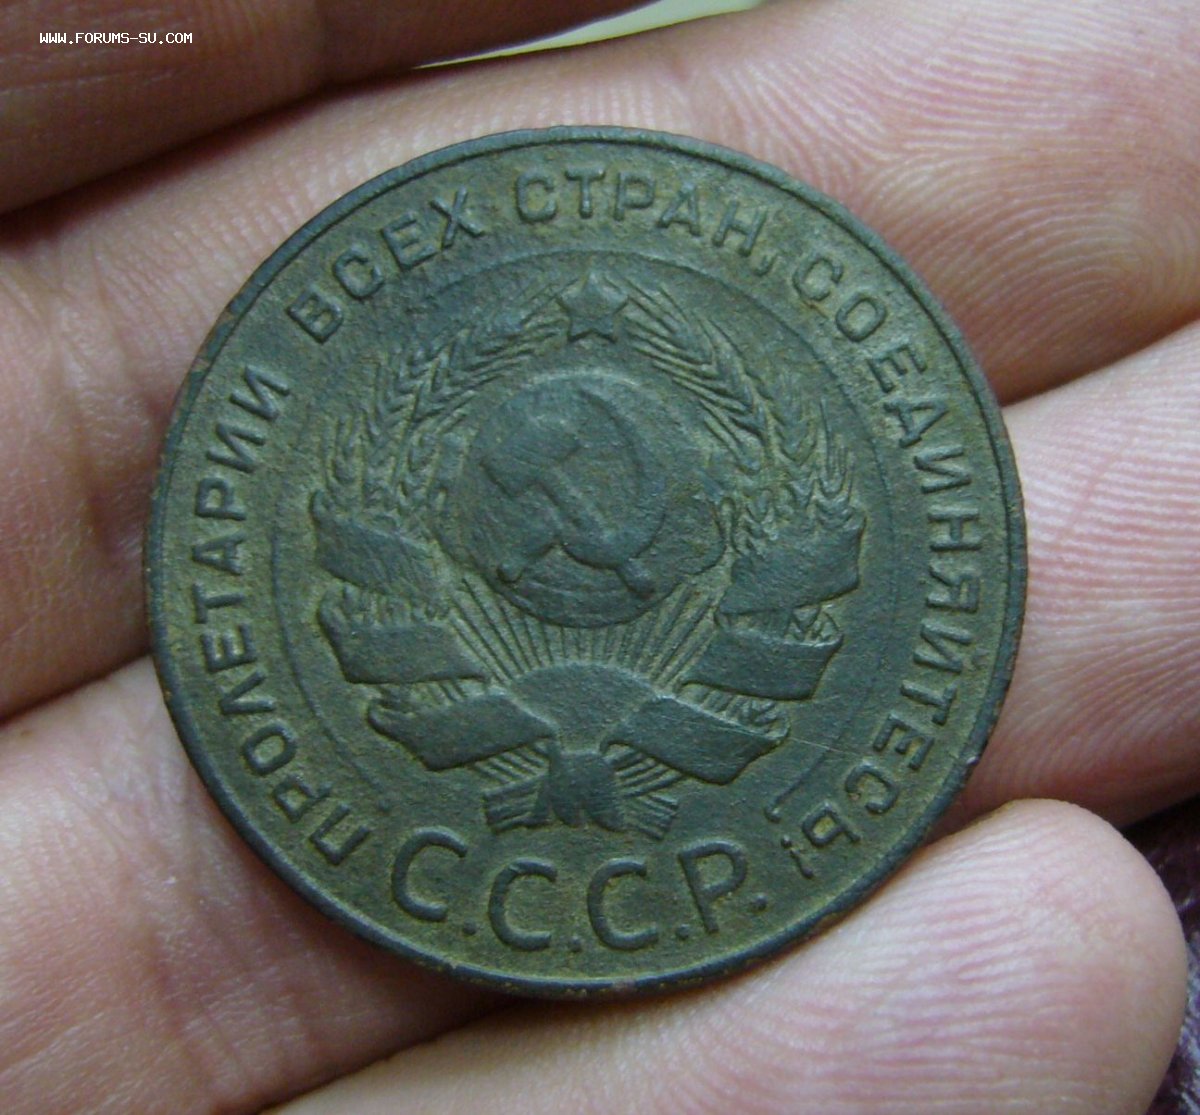 WWW.FORUMS-SU.COM
ПРОЛЕТАРИИ ВСЕХ СТРАН, СОЕДИНЯЙТЕСЬ!
С.С.С.Р.